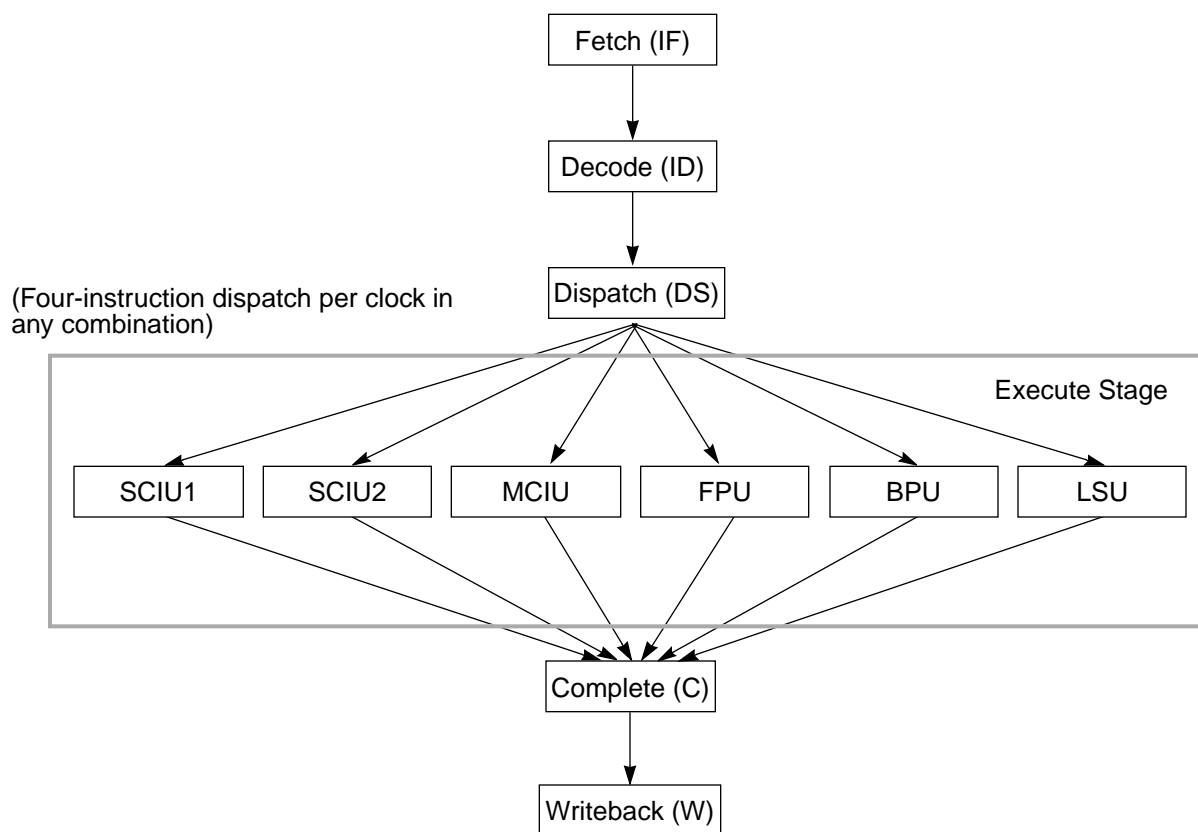 Fetch (IF)
Decode (ID)
Dispatch (DS)
(Four-instruction dispatch per clock in
any combination)
Execute Stage
SCIU1
SCIU2
MCIU
FPU
BPU
LSU
Complete (C)
Writeback (W)